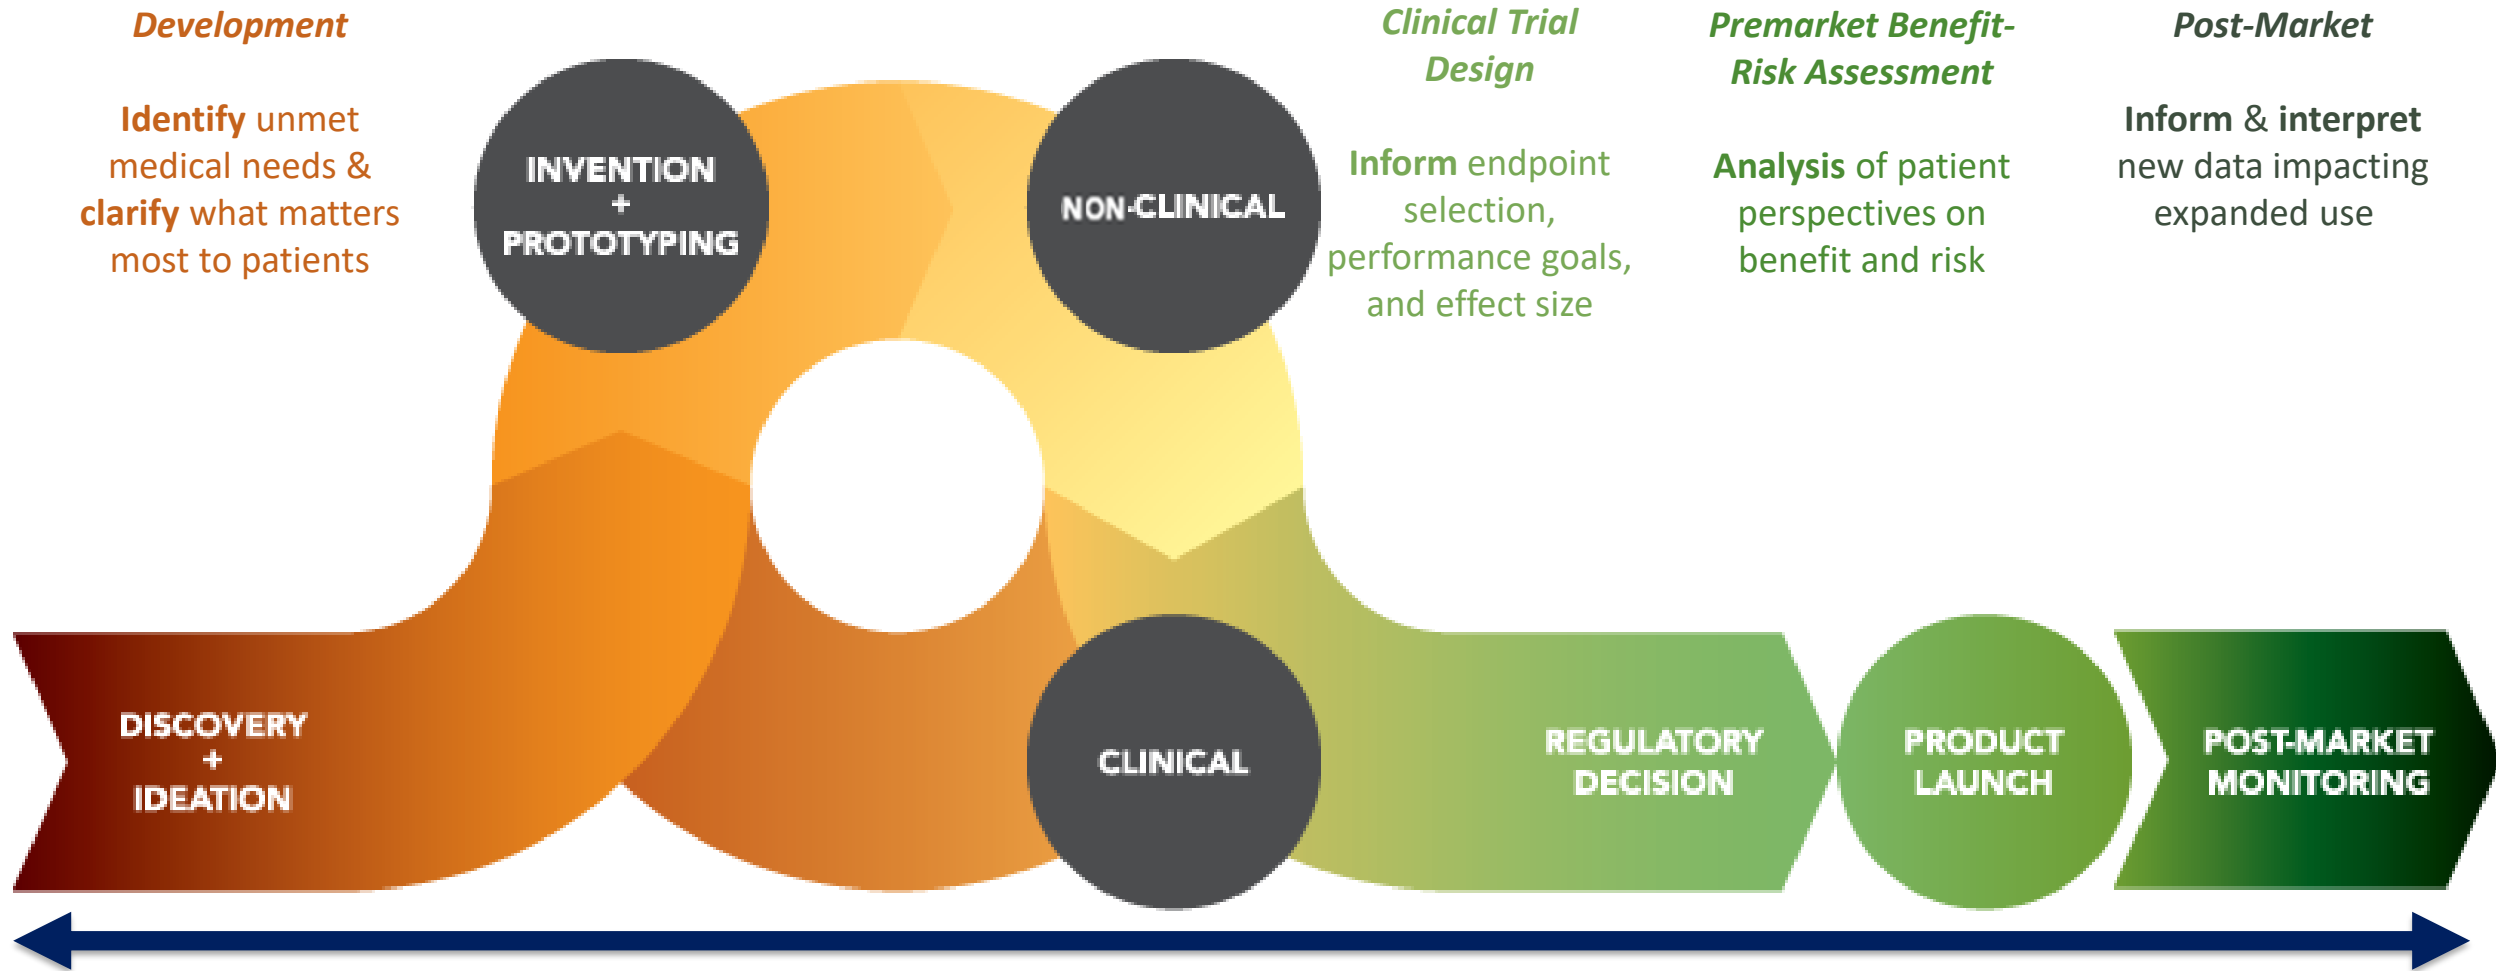 Development
Identify unmet
medical needs &
clarify what matters
most to patients
Clinical Trial
Design
Inform endpoint
selection,
performance goals,
and effect size
Premarket Benefit-
Risk Assessment
Analysis of patient
perspectives on
benefit and risk
Post-Market
Inform & interpret
new data impacting
expanded use
INVENTION
+
PROTOTYPING
NON-CLINICAL
DISCOVERY
+
IDEATION
CLINICAL
REGULATORY
DECISION
PRODUCT
LAUNCH
POST-MARKET
MONITORING